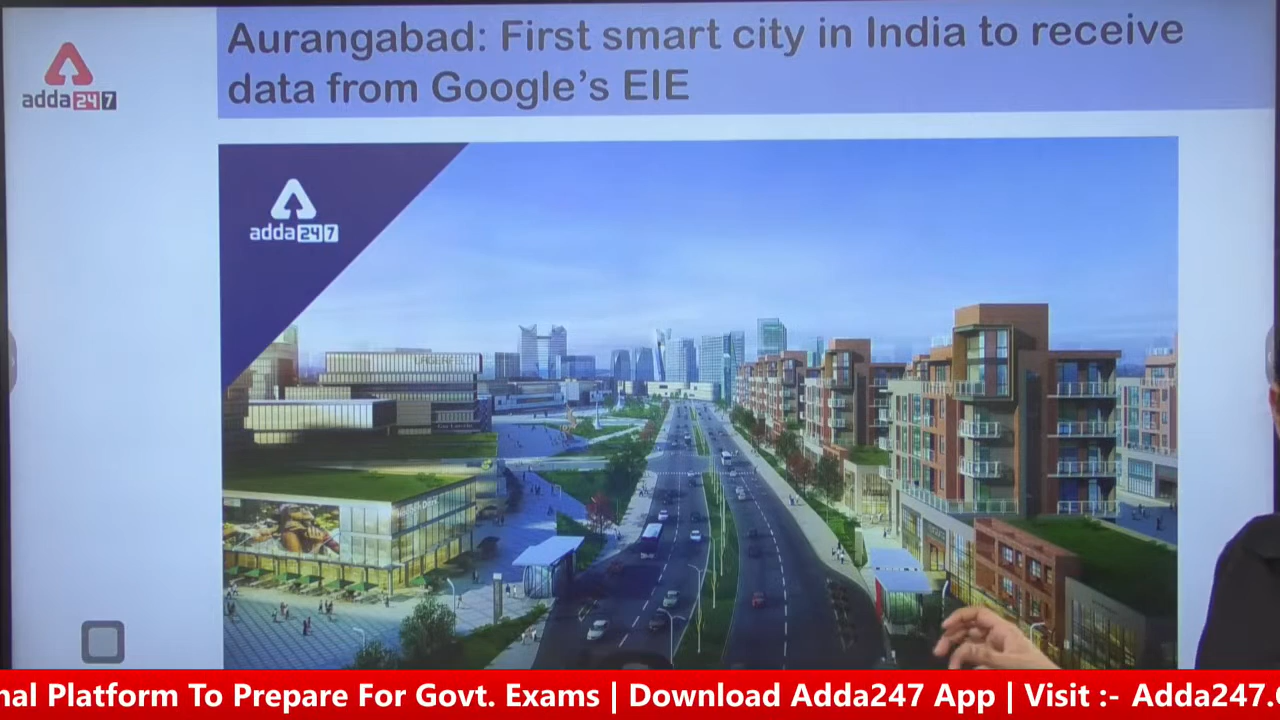 Aurangabad: First smart city in India to receive
data from Google's EIE
adda247
adda247
nal Platform To Prepare For Govt. Exams | Download Adda247 App | Visit :- Adda247.